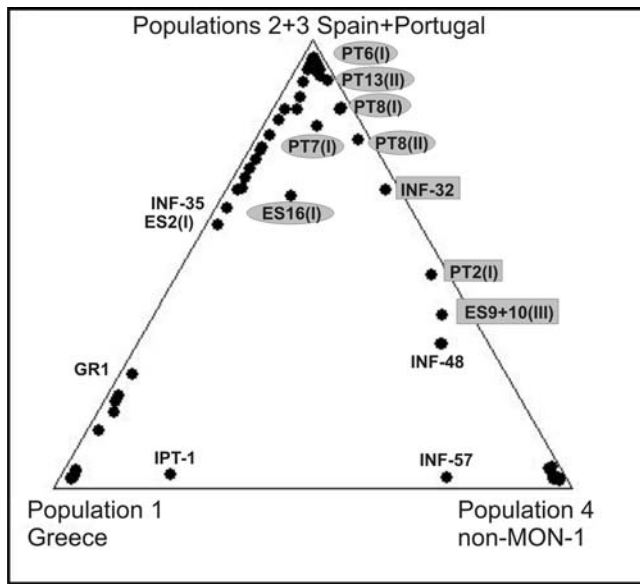 Populations 2+3 Spain+Portugal
PT6(I)
PT13(II)
PT8(I)
PT7(I)
PT8(II)
INF-35
INF-32
ES2(I)
ES16(I)
PT2(I)
ES9+10(III)
INF-48
GR1
IPT-1
INF-57
Population 1
Greece
Population 4
non-MON-1